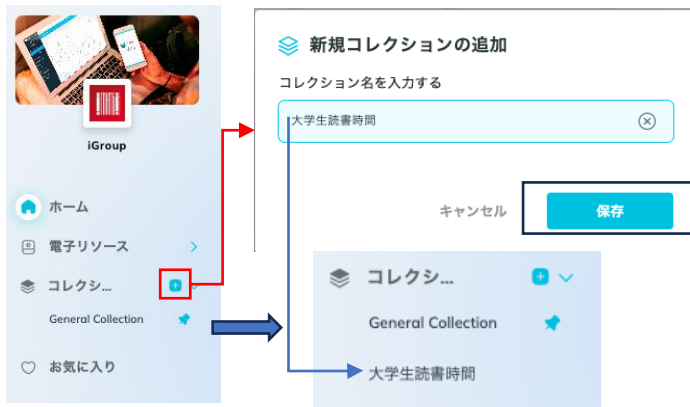 iGroup
ホーム
電子リソース
コレクシ...
General Collection
お気に入り
新規コレクションの追加
コレクション名を入力する
大学生読書時間
キャンセル
保存
コレクシ...
General Collection
大学生読書時間